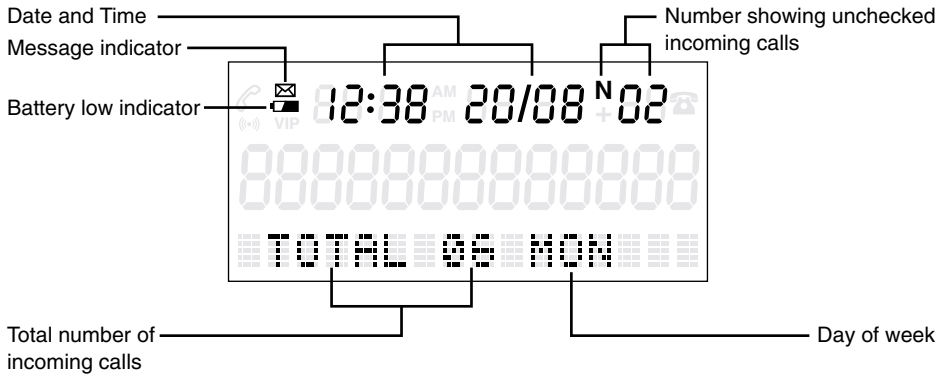 Date and Time
Number showing unchecked
incoming calls
Message indicator
Battery low indicator
12:38 AM PM 20/08 N + 02
VIP
TOTAL 06 MON
Total number of
incoming calls
Day of week